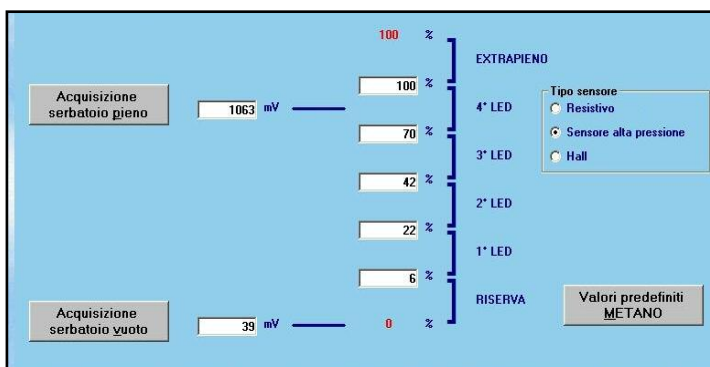 100 %
EXTRAPIENO
100 %
Acquisizione
serbatoio pieno
1063 mV
4° LED
Tipo sensore
Resistivo
Sensore alta pressione
Hall
70 %
3° LED
42 %
2° LED
22 %
1° LED
6 %
RISERVA
Valori predefiniti
METANO
Acquisizione
serbatoio vuoto
39 mV
0 %